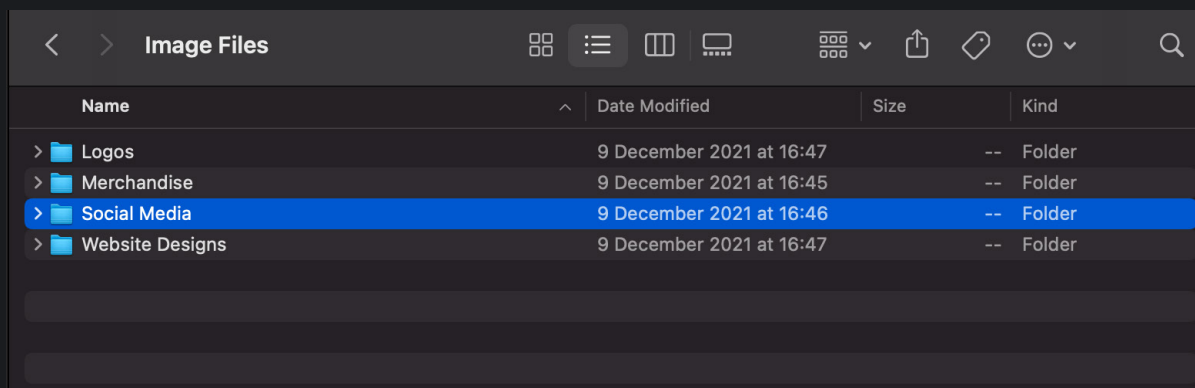 Image Files
Name Date Modified Size Kind
Logos 9 December 2021 at 16:47 -- Folder
Merchandise 9 December 2021 at 16:45 -- Folder
Social Media 9 December 2021 at 16:46 -- Folder
Website Designs 9 December 2021 at 16:47 -- Folder